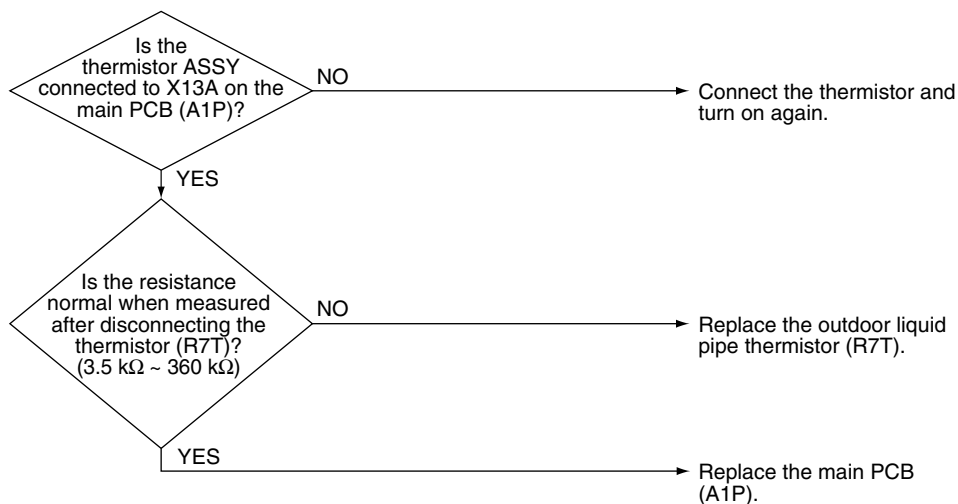 Is the
thermistor ASSY
connected to X13A on the
main PCB (A1P)?
NO
Connect the thermistor and
turn on again.
YES
Is the resistance
normal when measured
after disconnecting the
thermistor (R7T)?
(3.5 kΩ ~ 360 kΩ)
NO
Replace the outdoor liquid
pipe thermistor (R7T).
YES
Replace the main PCB
(A1P).